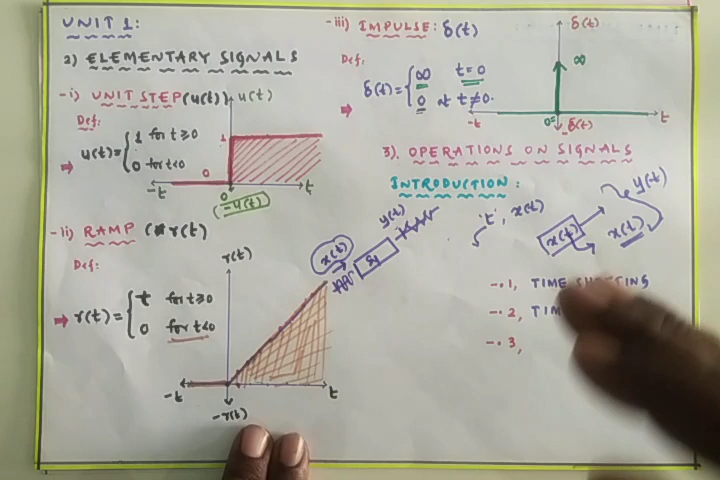 UNIT 1:
2) ELEMENTARY SIGNALS
-i) UNIT STEP (u(t))
u(t)
Def:
u(t)= { 1 for t≥0
0 for t<0
1
0
-t
0
t
-u(t)
-ii) RAMP (r(t)
Def:
r(t)= { t for t≥0
0 for t<0
r(t)
-t
t
-r(t)
x(t)
y(t)
-iii) IMPULSE: δ(t)
Def:
δ(t)= { ∞ t=0
0 at t≠0.
δ(t)
∞
-t
0
t
-δ(t)
3). OPERATIONS ON SIGNALS
INTRODUCTION:
't', x(t)
x(t)
y(t)
x(t)
-•1, TIME SHIFTING
-•2, TIM
-•3,